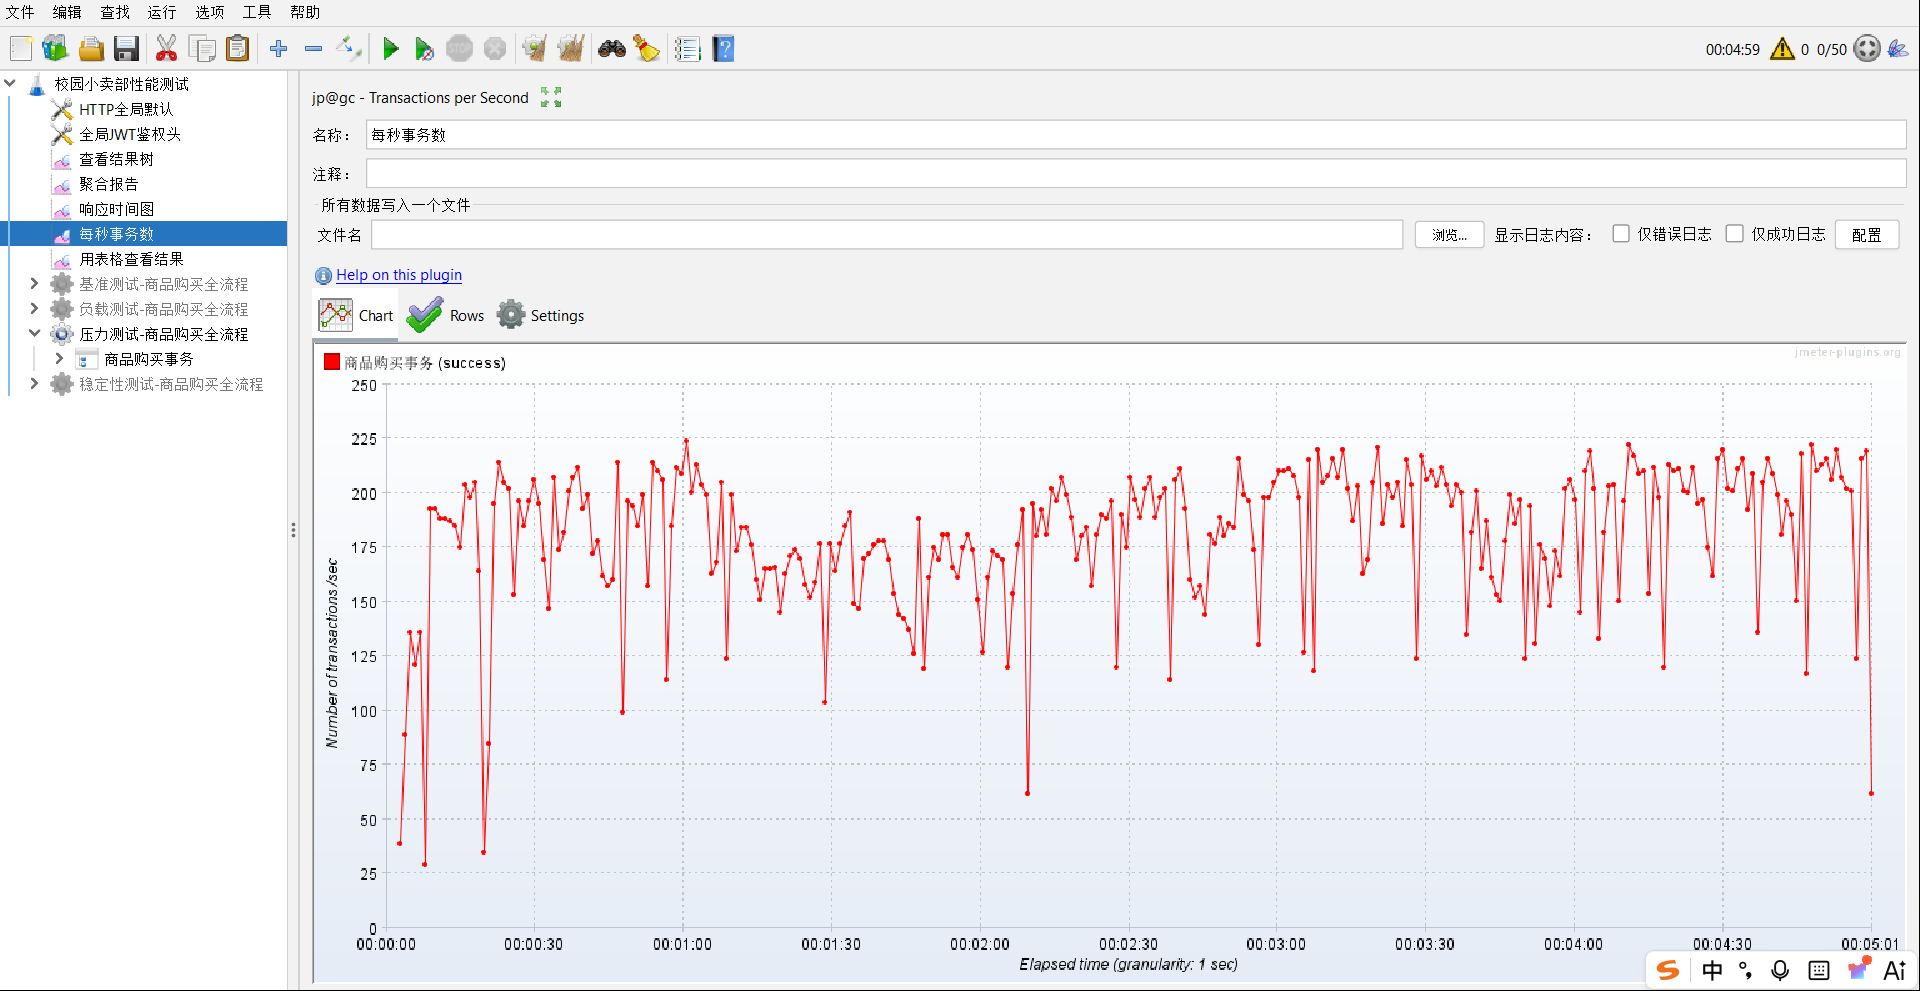 文件 编辑 查找 运行 选项 工具 帮助
STOP
00:04:59 0 0/50
校园小卖部性能测试
HTTP全局默认
全局JWT鉴权头
查看结果树
聚合报告
响应时间图
每秒事务数
用表格查看结果
基准测试-商品购买全流程
负载测试-商品购买全流程
压力测试-商品购买全流程
商品购买事务
稳定性测试-商品购买全流程
jp@gc - Transactions per Second
名称： 每秒事务数
注释：
所有数据写入一个文件
文件名 浏览... 显示日志内容： 仅错误日志 仅成功日志 配置
Help on this plugin
Chart Rows Settings
商品购买事务 (success)
jmeter-plugins.org
250
225
200
175
150
125
100
75
50
25
0
Number of transactions /sec
00:00:00 00:00:30 00:01:00 00:01:30 00:02:00 00:02:30 00:03:00 00:03:30 00:04:00 00:04:30 00:05:01
Elapsed time (granularity: 1 sec)
S 中 °, Ai